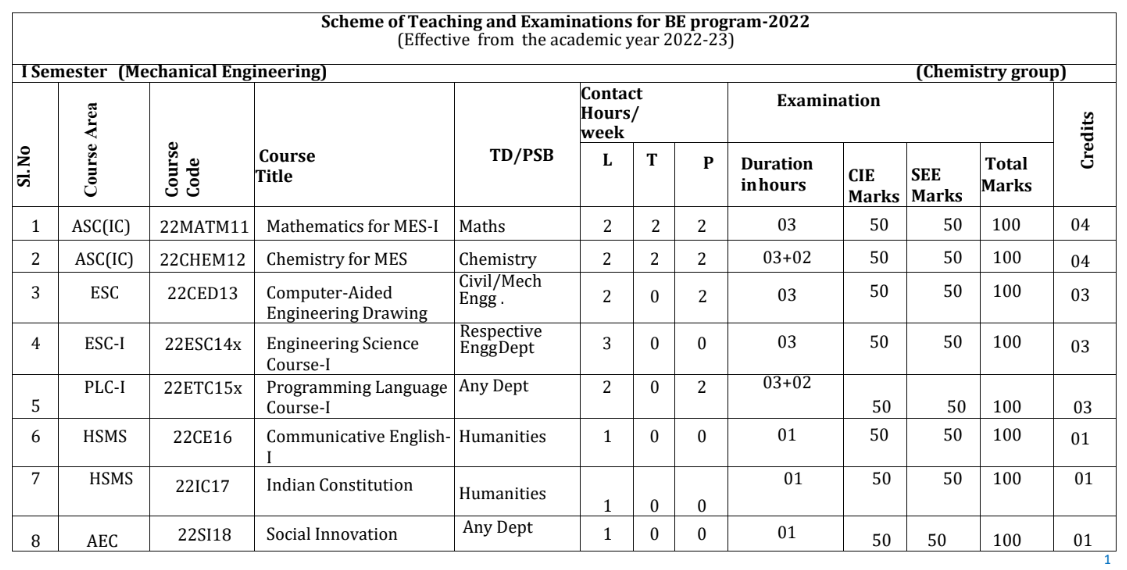 Scheme of Teaching and Examinations for BE program-2022
(Effective from the academic year 2022-23)
I Semester (Mechanical Engineering) (Chemistry group)
Sl.No Course Area Course Code Course Title TD/PSB Contact Hours/ week Examination Credits
L T P Duration inhours CIE Marks SEE Marks Total Marks
1 ASC(IC) 22MATM11 Mathematics for MES-I Maths 2 2 2 03 50 50 100 04
2 ASC(IC) 22CHEM12 Chemistry for MES Chemistry 2 2 2 03+02 50 50 100 04
3 ESC 22CED13 Computer-Aided Engineering Drawing Civil/Mech Engg . 2 0 2 03 50 50 100 03
4 ESC-I 22ESC14x Engineering Science Course-I Respective EnggDept 3 0 0 03 50 50 100 03
5 PLC-I 22ETC15x Programming Language Course-I Any Dept 2 0 2 03+02 50 50 100 03
6 HSMS 22CE16 Communicative English-I Humanities 1 0 0 01 50 50 100 01
7 HSMS 22IC17 Indian Constitution Humanities 1 0 0 01 50 50 100 01
8 AEC 22SI18 Social Innovation Any Dept 1 0 0 01 50 50 100 01
1